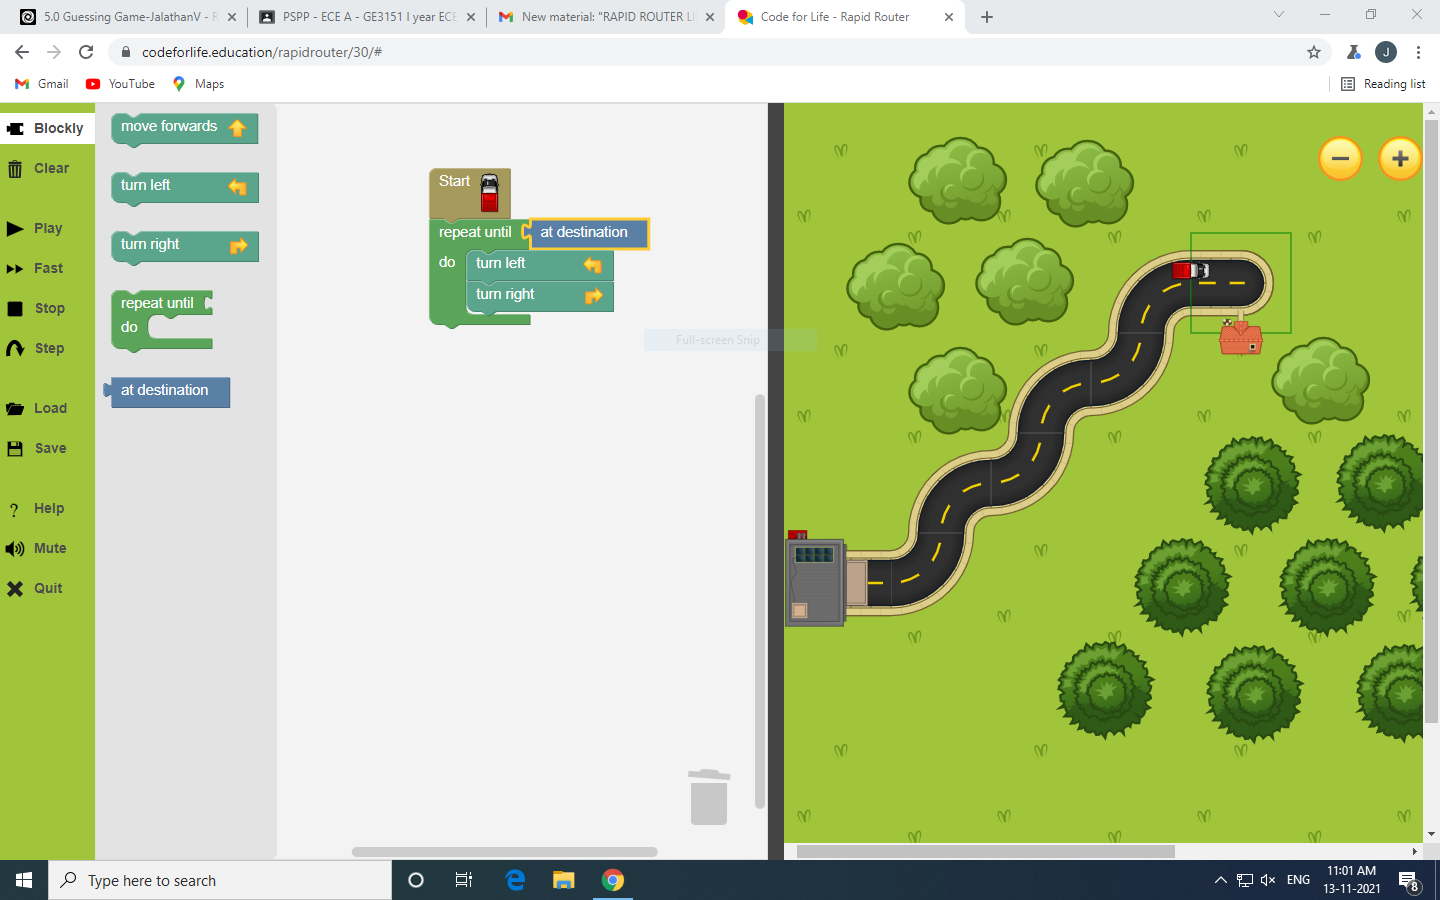 5.0 Guessing Game-JalathanV - R
PSPP - ECE A - GE3151 I year ECE
New material: "RAPID ROUTER LI
Code for Life - Rapid Router
codeforlife.education/rapidrouter/30/#
J
Gmail
YouTube
Maps
Reading list
Blockly
Clear
Play
Fast
Stop
Step
Load
Save
Help
Mute
Quit
move forwards
turn left
turn right
repeat until
do
at destination
Start
repeat until
at destination
do
turn left
turn right
Full-screen Snip
Type here to search
ENG
11:01 AM
13-11-2021
8